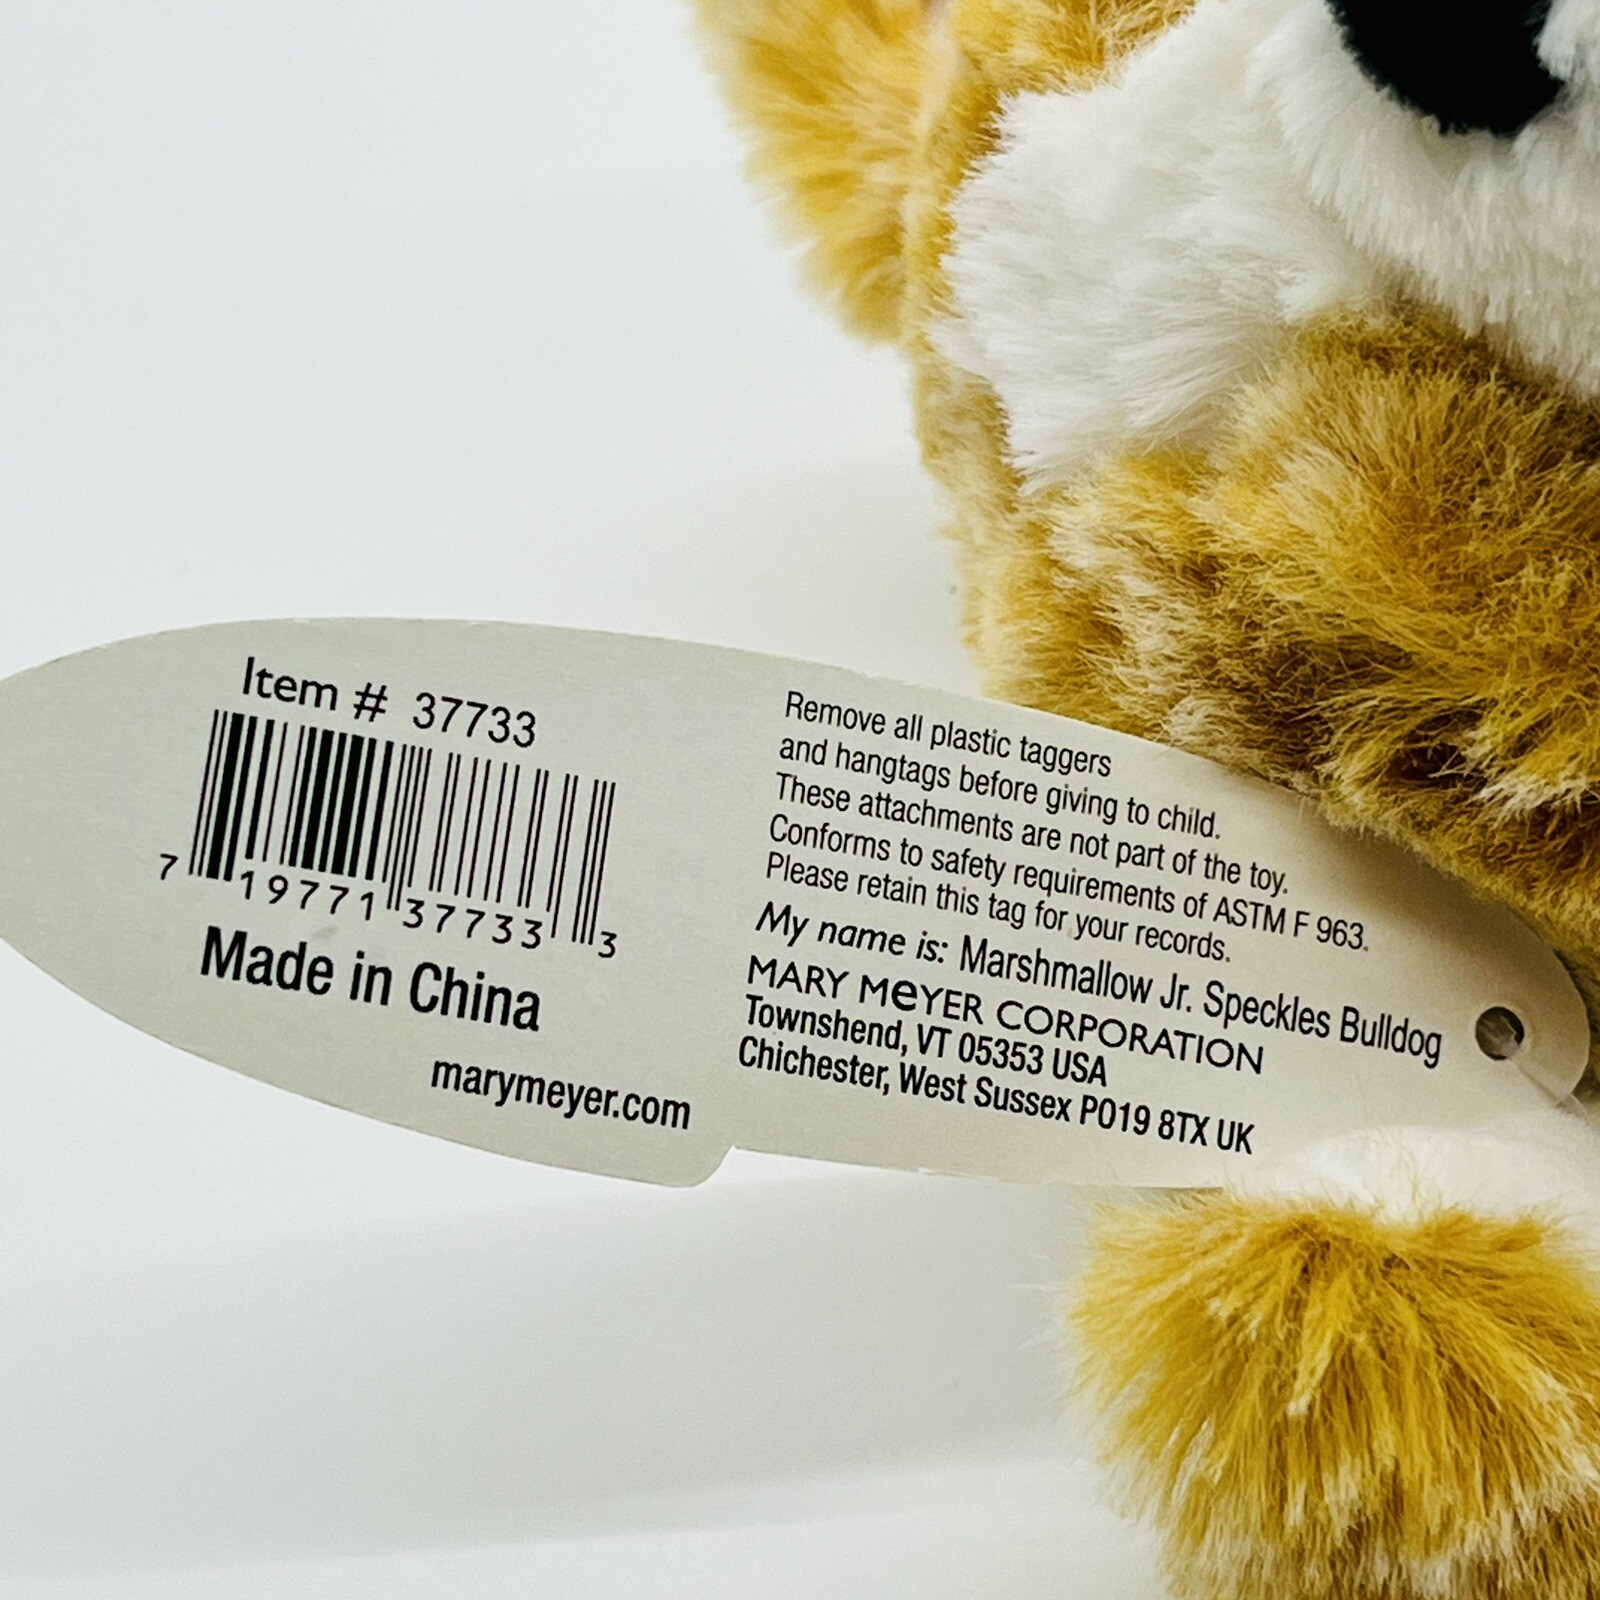 Item # 37733
7 19771 37733 3
Made in China
marymeyer.com
Remove all plastic taggers
and hangtags before giving to child.
These attachments are not part of the toy.
Conforms to safety requirements of ASTM F 963.
Please retain this tag for your records.
My name is: Marshmallow Jr. Speckles Bulldog
MARY MeYER CORPORATION
Townshend, VT 05353 USA
Chichester, West Sussex PO19 8TX UK